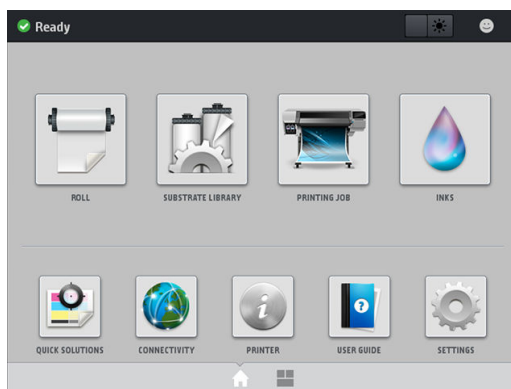 Ready
ROLL
SUBSTRATE LIBRARY
PRINTING JOB
INKS
QUICK SOLUTIONS
CONNECTIVITY
PRINTER
USER GUIDE
SETTINGS